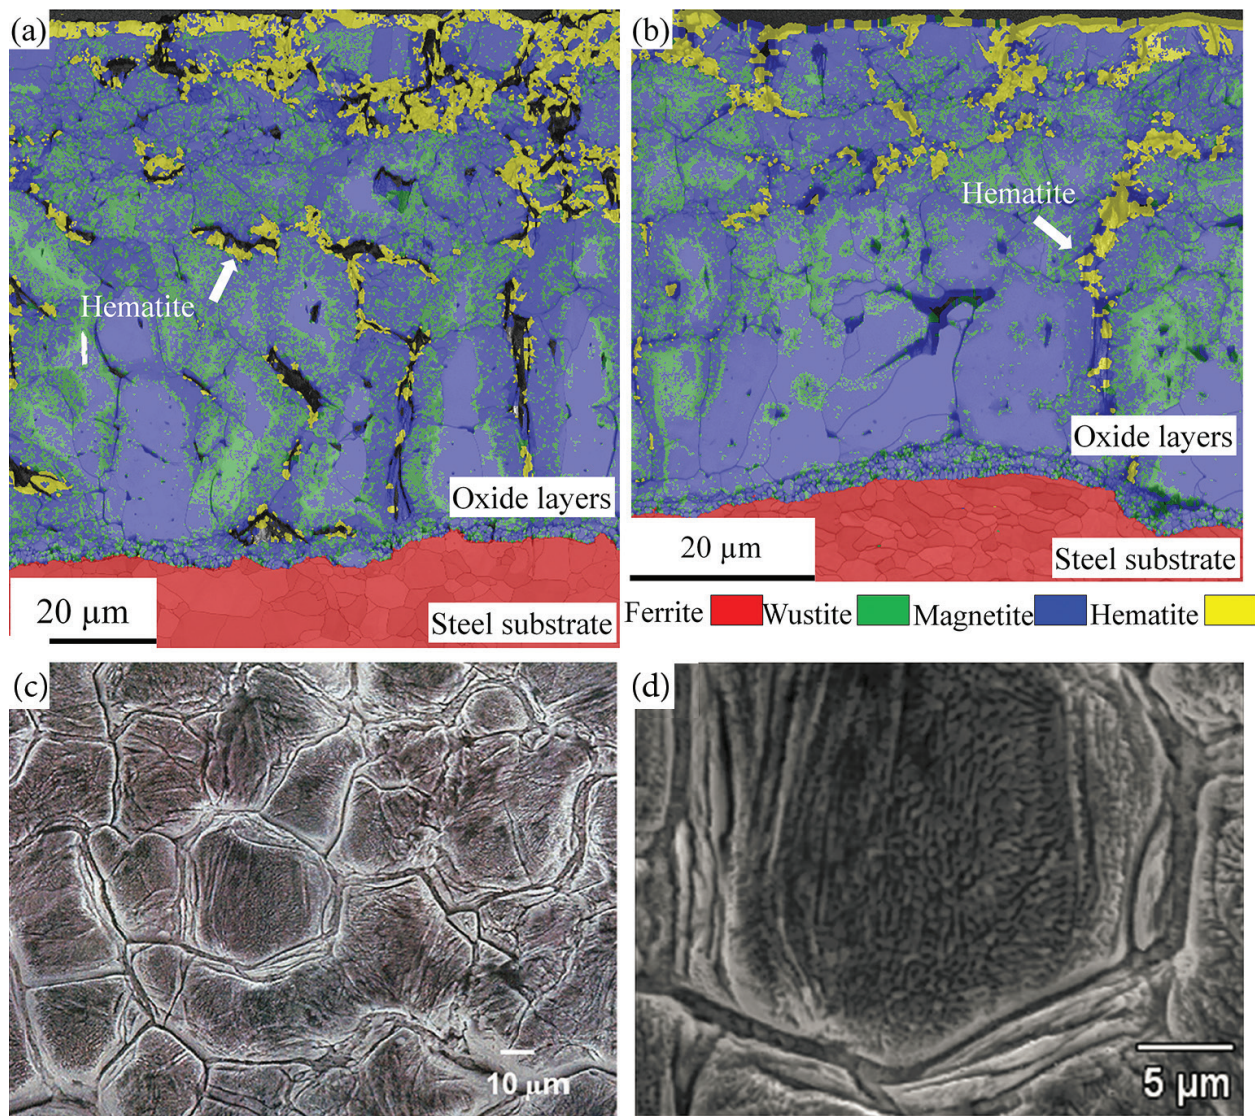 (a)
(b)
Hematite
Hematite
Oxide layers
Oxide layers
20 µm
Steel substrate
20 µm
Steel substrate
Ferrite Wustite Magnetite Hematite
(c)
(d)
10 µm
5 µm